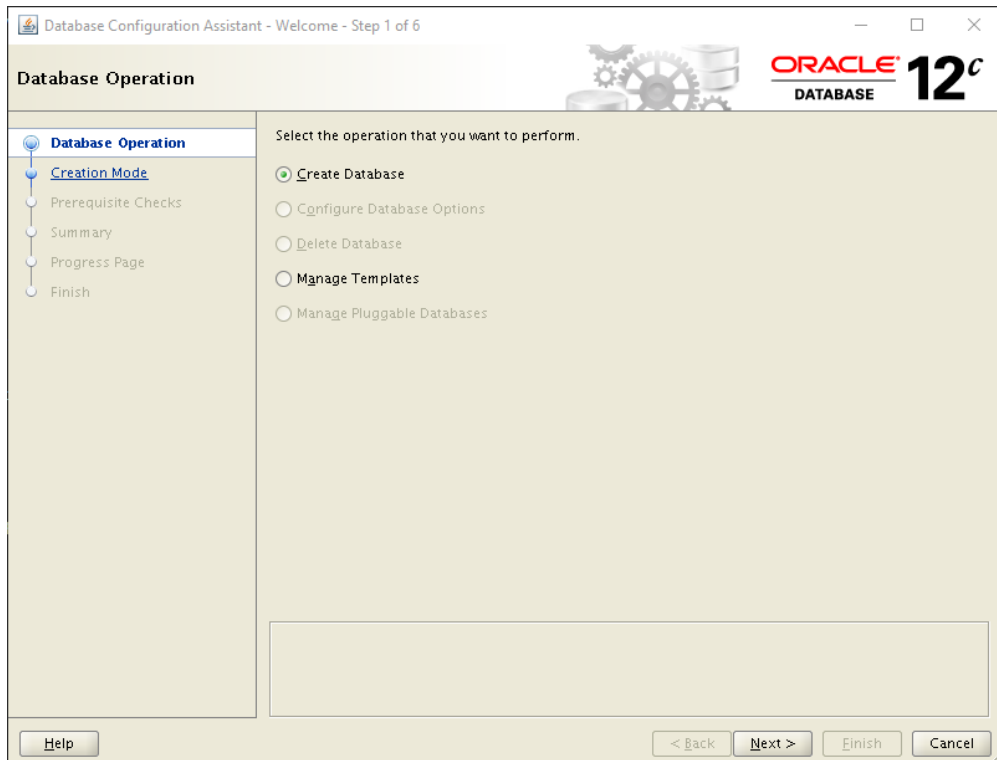 Database Configuration Assistant - Welcome - Step 1 of 6
Database Operation
ORACLE
DATABASE
12c
Database Operation
Creation Mode
Prerequisite Checks
Summary
Progress Page
Finish
Select the operation that you want to perform.
Create Database
Configure Database Options
Delete Database
Manage Templates
Manage Pluggable Databases
Help
< Back
Next >
Finish
Cancel